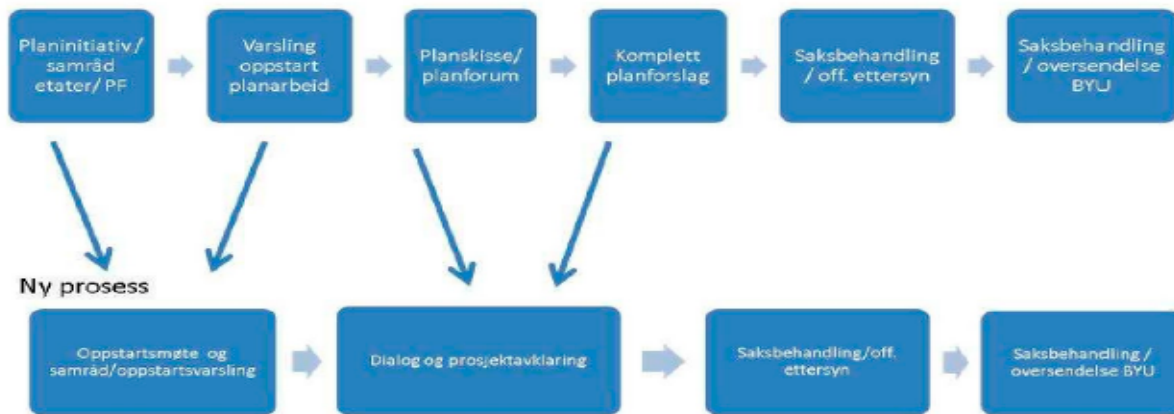 Planinitiativ/
samråd
etater/ PF
Varsling
oppstart
planarbeid
Planskisse/
planforum
Komplett
planforslag
Saksbehandling
/ off. ettersyn
Saksbehandling
/ oversendelse
BYU
Ny prosess
Oppstartsmøte og
samråd/oppstartsvarsling
Dialog og prosjektavklaring
Saksbehandling/off.
ettersyn
Saksbehandling /
oversendelse BYU